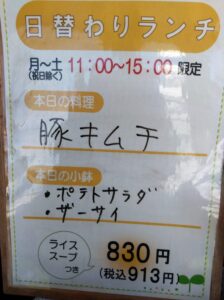 日替わりランチ
月～土 11:00～15:00 限定
(祝日除く)
本日の料理
豚キムチ
本日の小鉢
・ポテトサラダ
・ザーサイ
ライス
スープ
つき
830円
(税込913円)